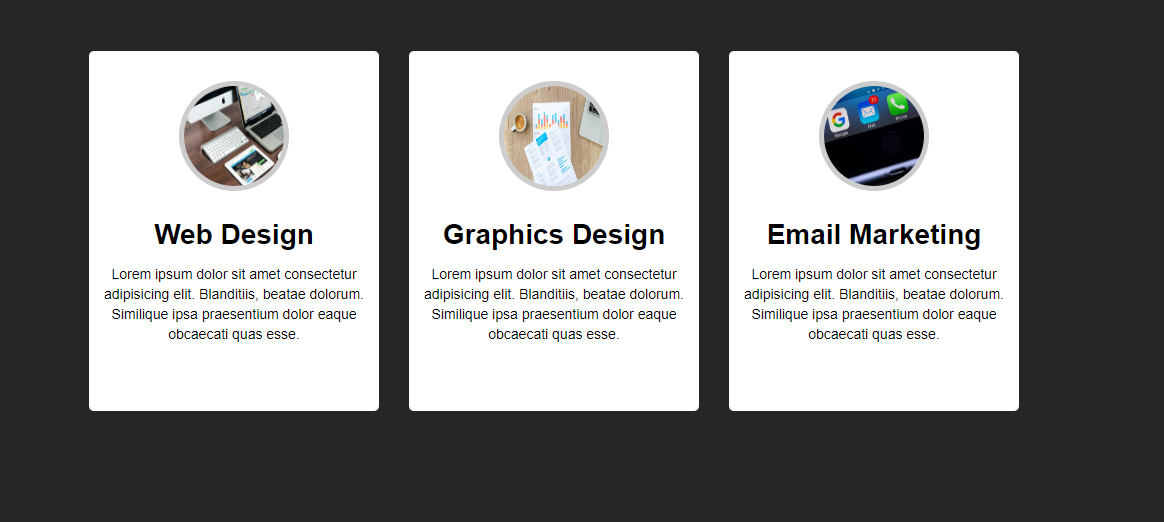 Web Design
Lorem ipsum dolor sit amet consectetur
adipisicing elit. Blanditiis, beatae dolorum.
Similique ipsa praesentium dolor eaque
obcaecati quas esse.
Graphics Design
Lorem ipsum dolor sit amet consectetur
adipisicing elit. Blanditiis, beatae dolorum.
Similique ipsa praesentium dolor eaque
obcaecati quas esse.
Google
Mail
Phone
Email Marketing
Lorem ipsum dolor sit amet consectetur
adipisicing elit. Blanditiis, beatae dolorum.
Similique ipsa praesentium dolor eaque
obcaecati quas esse.